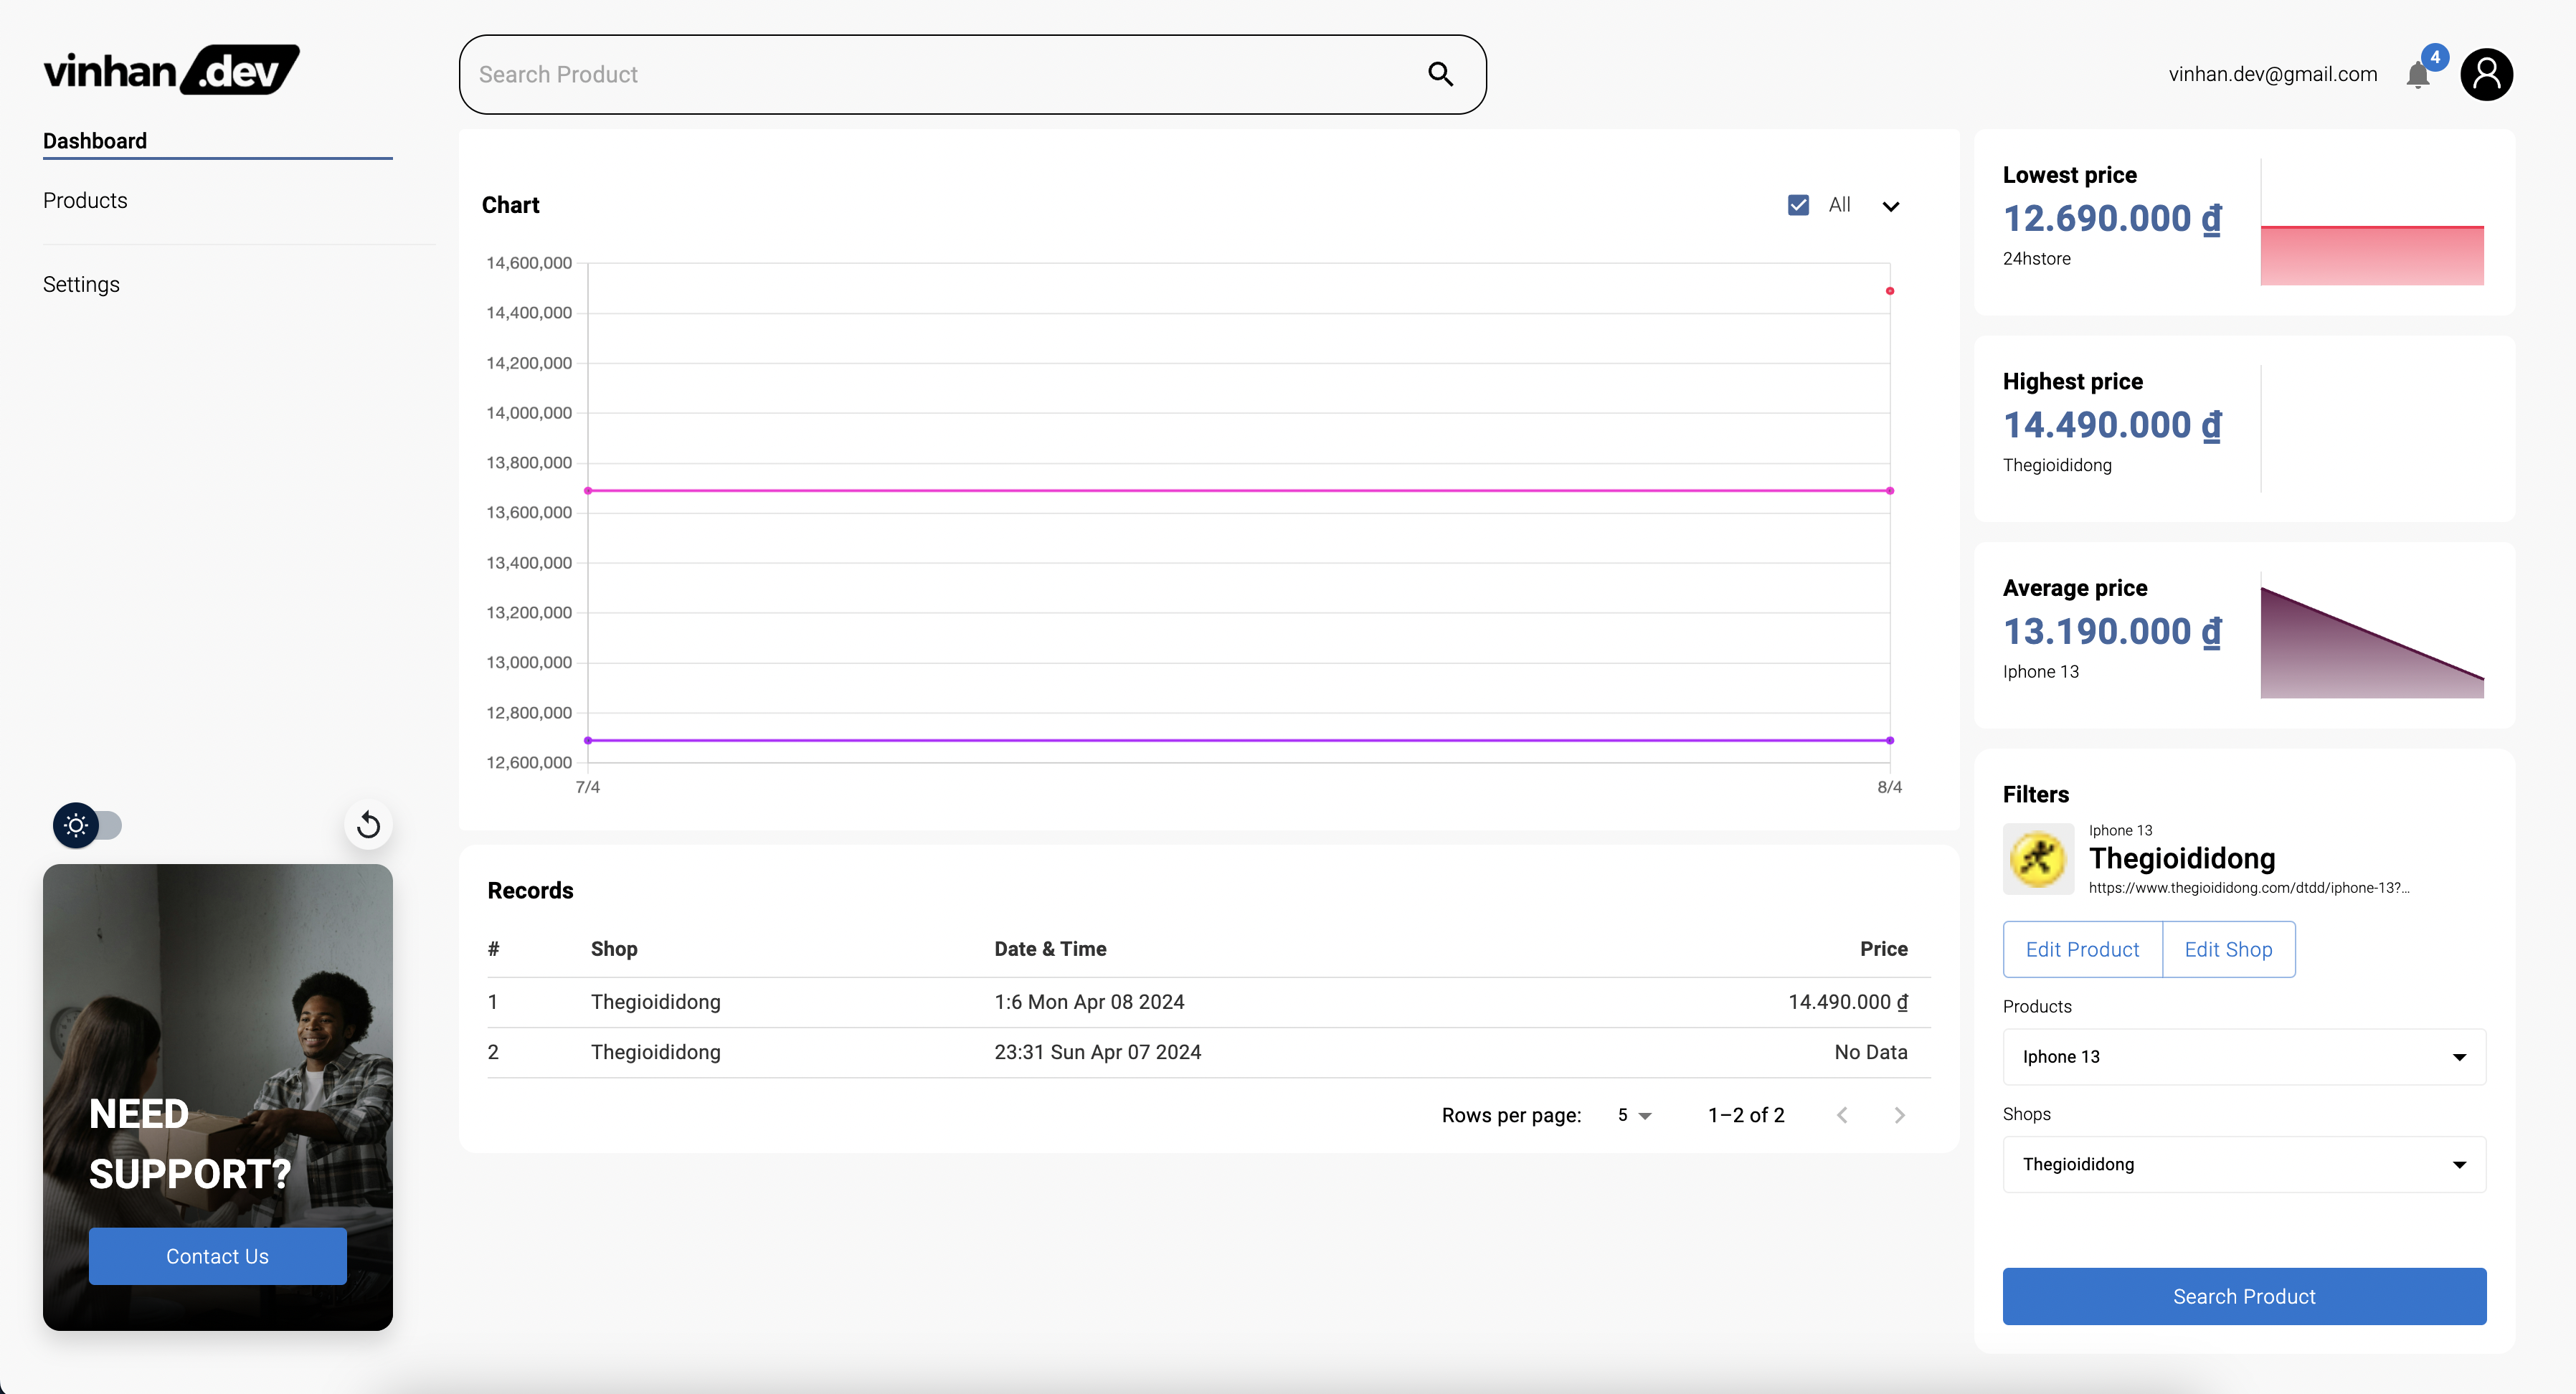 vinhan.dev
Search Product
vinhan.dev@gmail.com
4
Dashboard
Products
Settings
NEED
SUPPORT?
Contact Us
Chart
All
14,600,000
14,400,000
14,200,000
14,000,000
13,800,000
13,600,000
13,400,000
13,200,000
13,000,000
12,800,000
12,600,000
7/4
8/4
Records
# Shop Date & Time Price
1 Thegioididong 1:6 Mon Apr 08 2024 14.490.000 ₫
2 Thegioididong 23:31 Sun Apr 07 2024 No Data
Rows per page: 5 1–2 of 2
Lowest price
12.690.000 ₫
24hstore
Highest price
14.490.000 ₫
Thegioididong
Average price
13.190.000 ₫
Iphone 13
Filters
Iphone 13
Thegioididong
https://www.thegioididong.com/dtdd/iphone-13?...
Edit Product Edit Shop
Products
Iphone 13
Shops
Thegioididong
Search Product